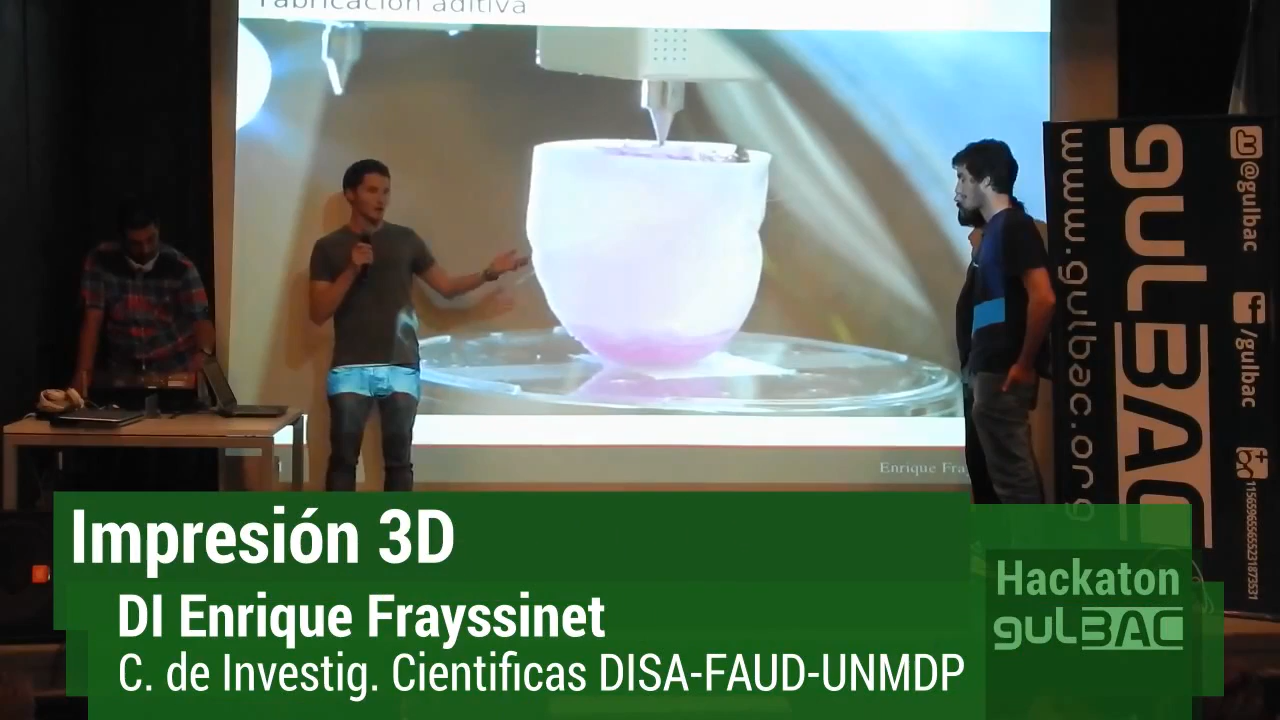 Fabricación aditiva
Enrique Fra
www.gulbac.org
gulBAC
@gulbac
/gulbac
Impresión 3D
DI Enrique Frayssinet
C. de Investig. Cientificas DISA-FAUD-UNMDP
Hackaton
gulBAC